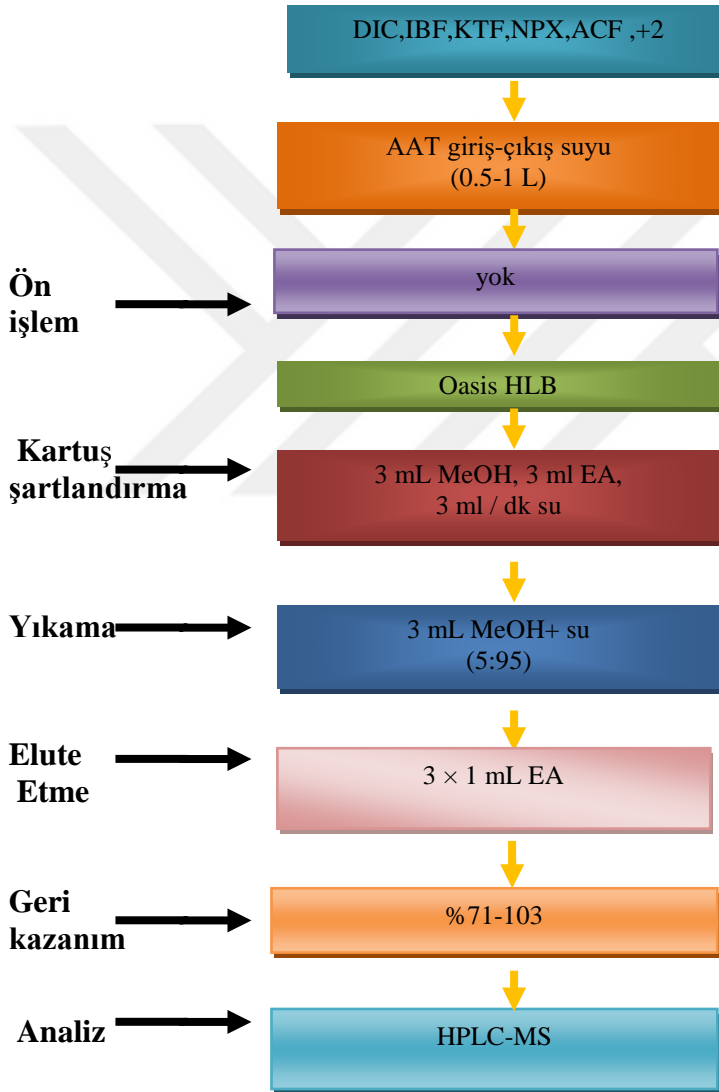 DIC,IBF,KTF,NPX,ACF ,+2
AAT giriş-çıkış suyu
(0.5-1 L)
Ön
işlem
yok
Oasis HLB
Kartuş
şartlandırma
3 mL MeOH, 3 ml EA,
3 ml / dk su
Yıkama
3 mL MeOH+ su
(5:95)
Elute
Etme
3 × 1 mL EA
Geri
kazanım
%71-103
Analiz
HPLC-MS